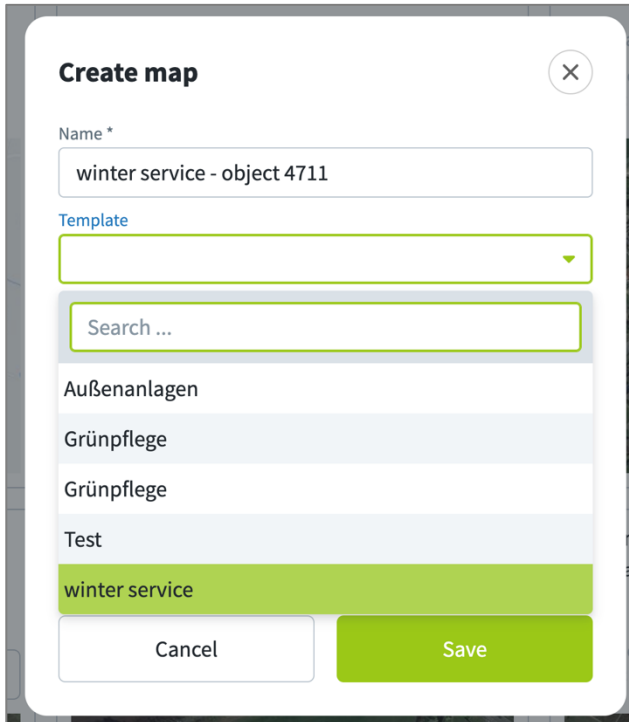 Create map
Name *
winter service - object 4711
Template
Search ...
Außenanlagen
Grünpflege
Grünpflege
Test
winter service
Cancel
Save